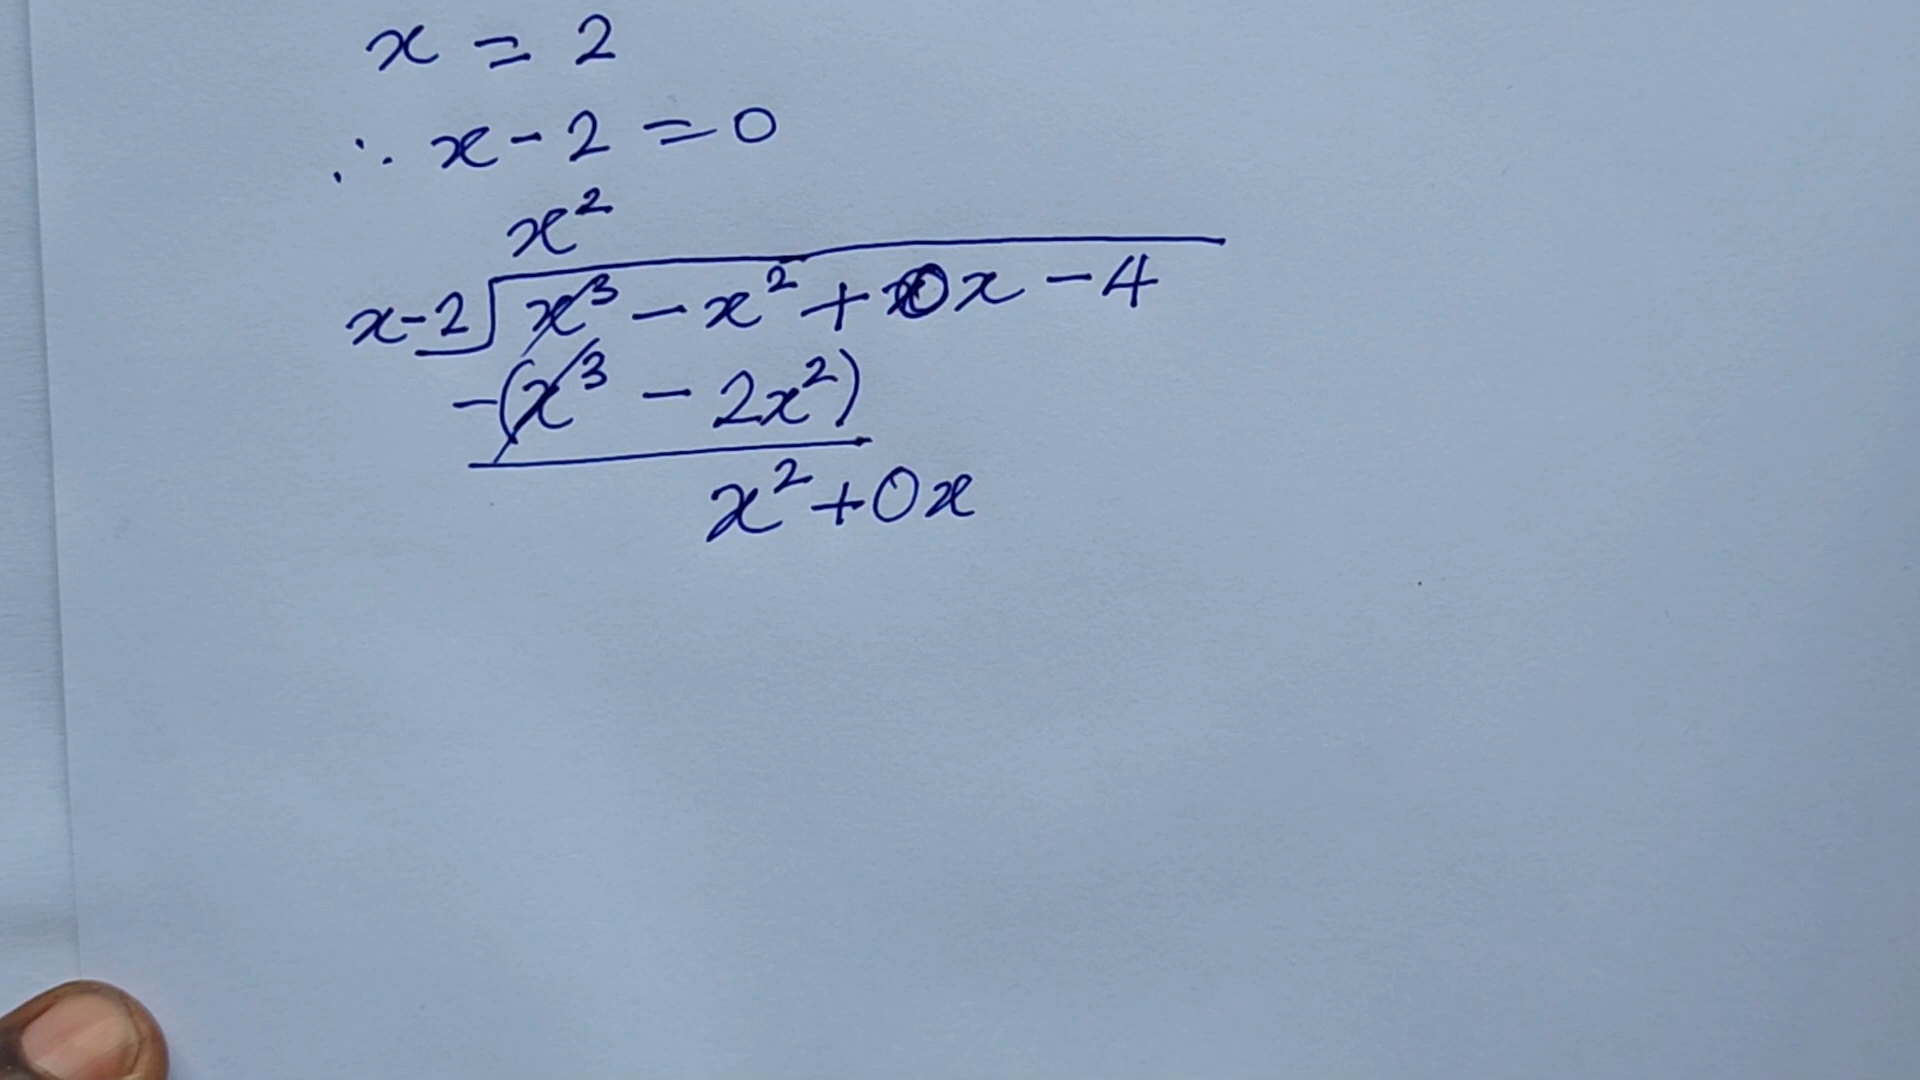 x = 2
∴ x - 2 = 0
x²
x-2 | x³ - x² + 0x - 4
-(x³ - 2x²)
x² + 0x